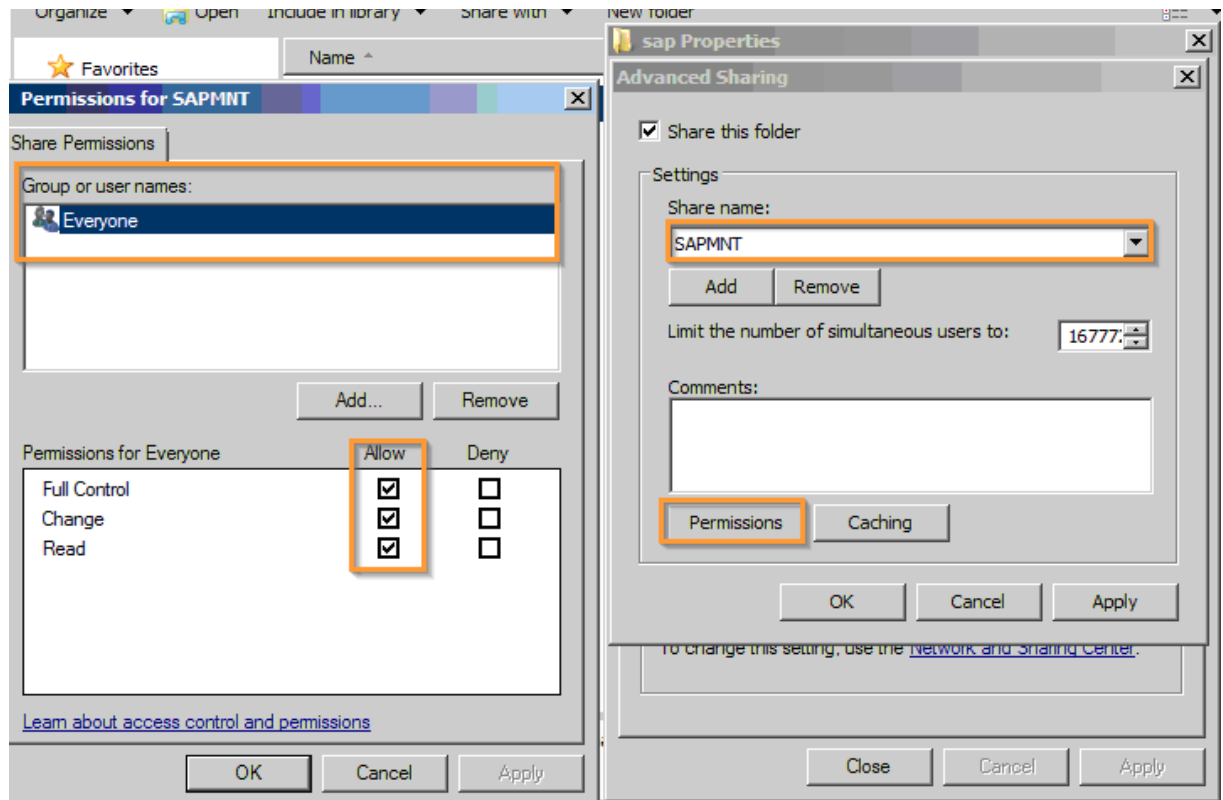 Organize Open Include in library Share with New folder
Favorites
Name
Permissions for SAPMNT
Share Permissions
Group or user names:
Everyone
Add... Remove
Permissions for Everyone Allow Deny
Full Control
Change
Read
Learn about access control and permissions
OK Cancel Apply
sap Properties
Advanced Sharing
Share this folder
Settings
Share name:
SAPMNT
Add Remove
Limit the number of simultaneous users to:
Comments:
Permissions Caching
OK Cancel Apply
To change this setting, use the Network and Sharing Center.
Close Cancel Apply